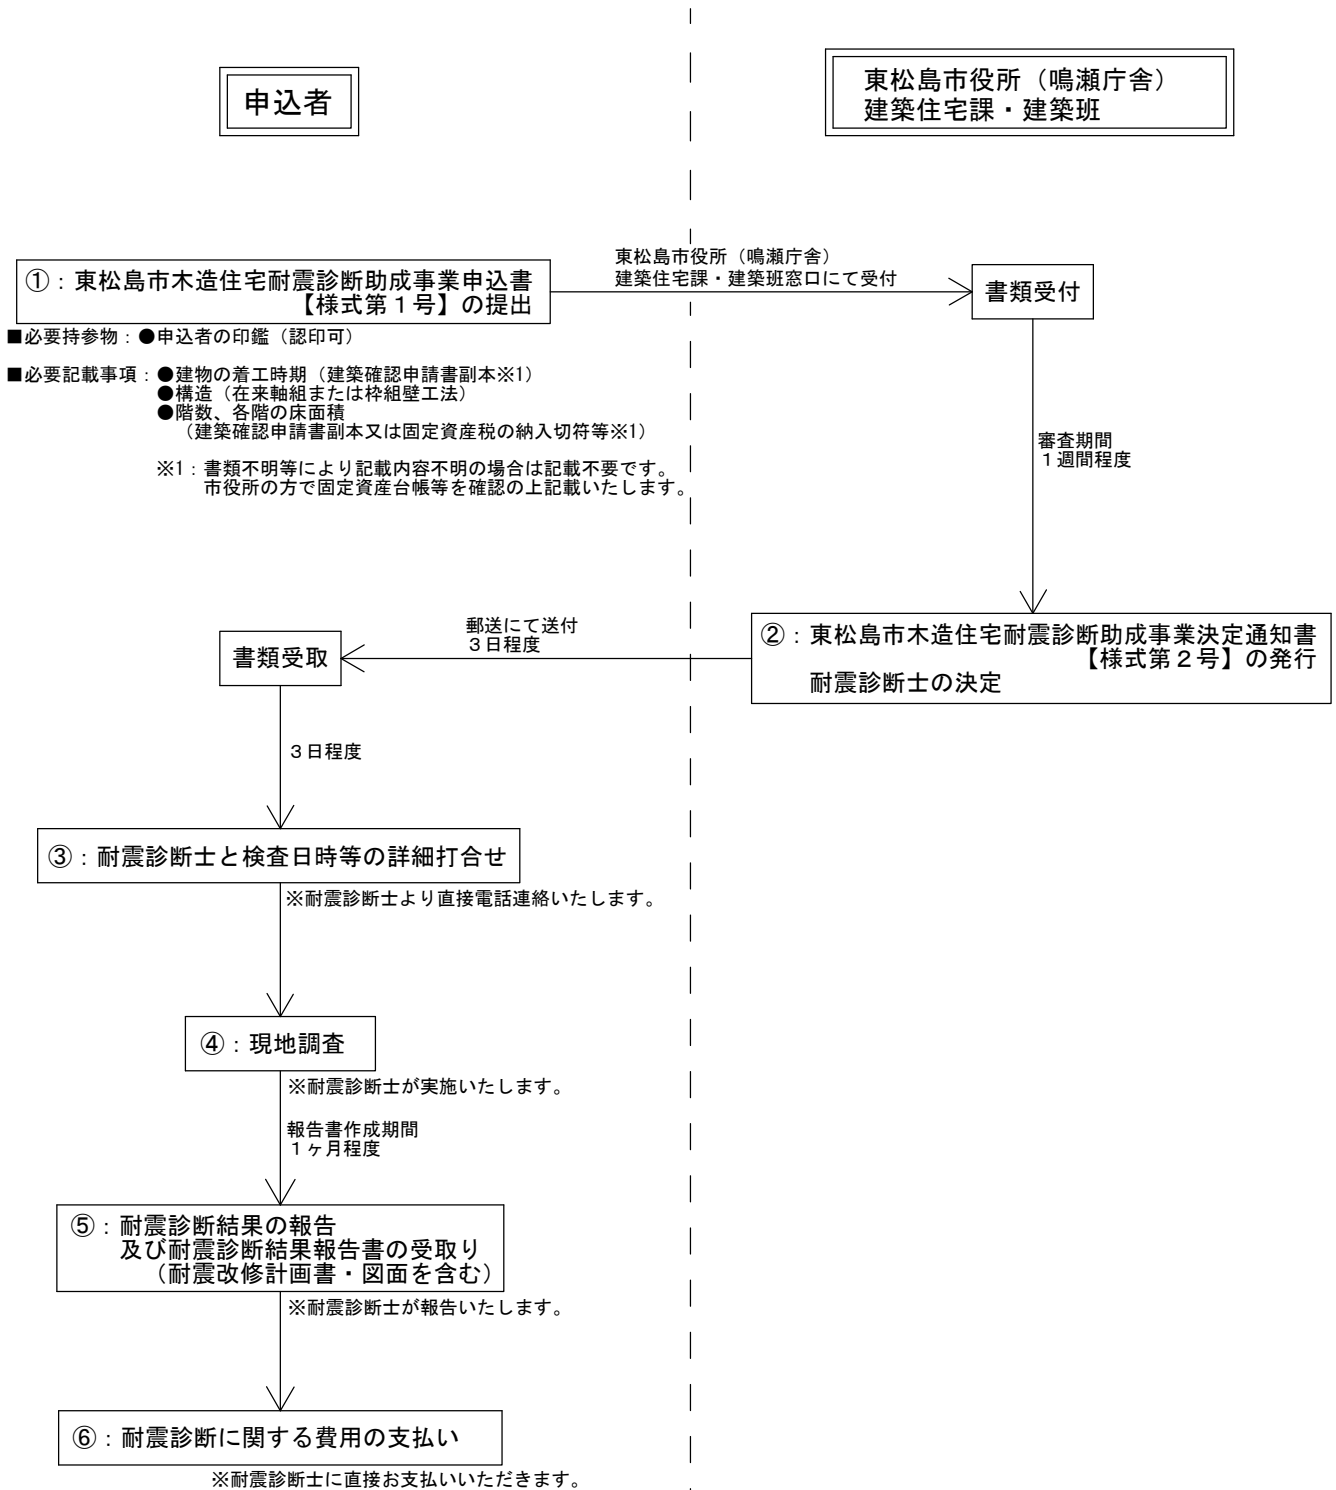 申込者
東松島市役所（鳴瀬庁舎）
建築住宅課・建築班
①：東松島市木造住宅耐震診断助成事業申込書
【様式第１号】の提出
東松島市役所（鳴瀬庁舎）
建築住宅課・建築班窓口にて受付
書類受付
■必要持参物：●申込者の印鑑（認印可）
■必要記載事項：●建物の着工時期（建築確認申請書副本※1）
●構造（在来軸組または枠組壁工法）
●階数、各階の床面積
（建築確認申請書副本又は固定資産税の納入切符等※1）
※1：書類不明等により記載内容不明の場合は記載不要です。
市役所の方で固定資産台帳等を確認の上記載いたします。
審査期間
１週間程度
②：東松島市木造住宅耐震診断助成事業決定通知書
【様式第２号】の発行
耐震診断士の決定
郵送にて送付
３日程度
書類受取
３日程度
③：耐震診断士と検査日時等の詳細打合せ
※耐震診断士より直接電話連絡いたします。
④：現地調査
※耐震診断士が実施いたします。
報告書作成期間
１ヶ月程度
⑤：耐震診断結果の報告
及び耐震診断結果報告書の受取り
（耐震改修計画書・図面を含む）
※耐震診断士が報告いたします。
⑥：耐震診断に関する費用の支払い
※耐震診断士に直接お支払いいただきます。